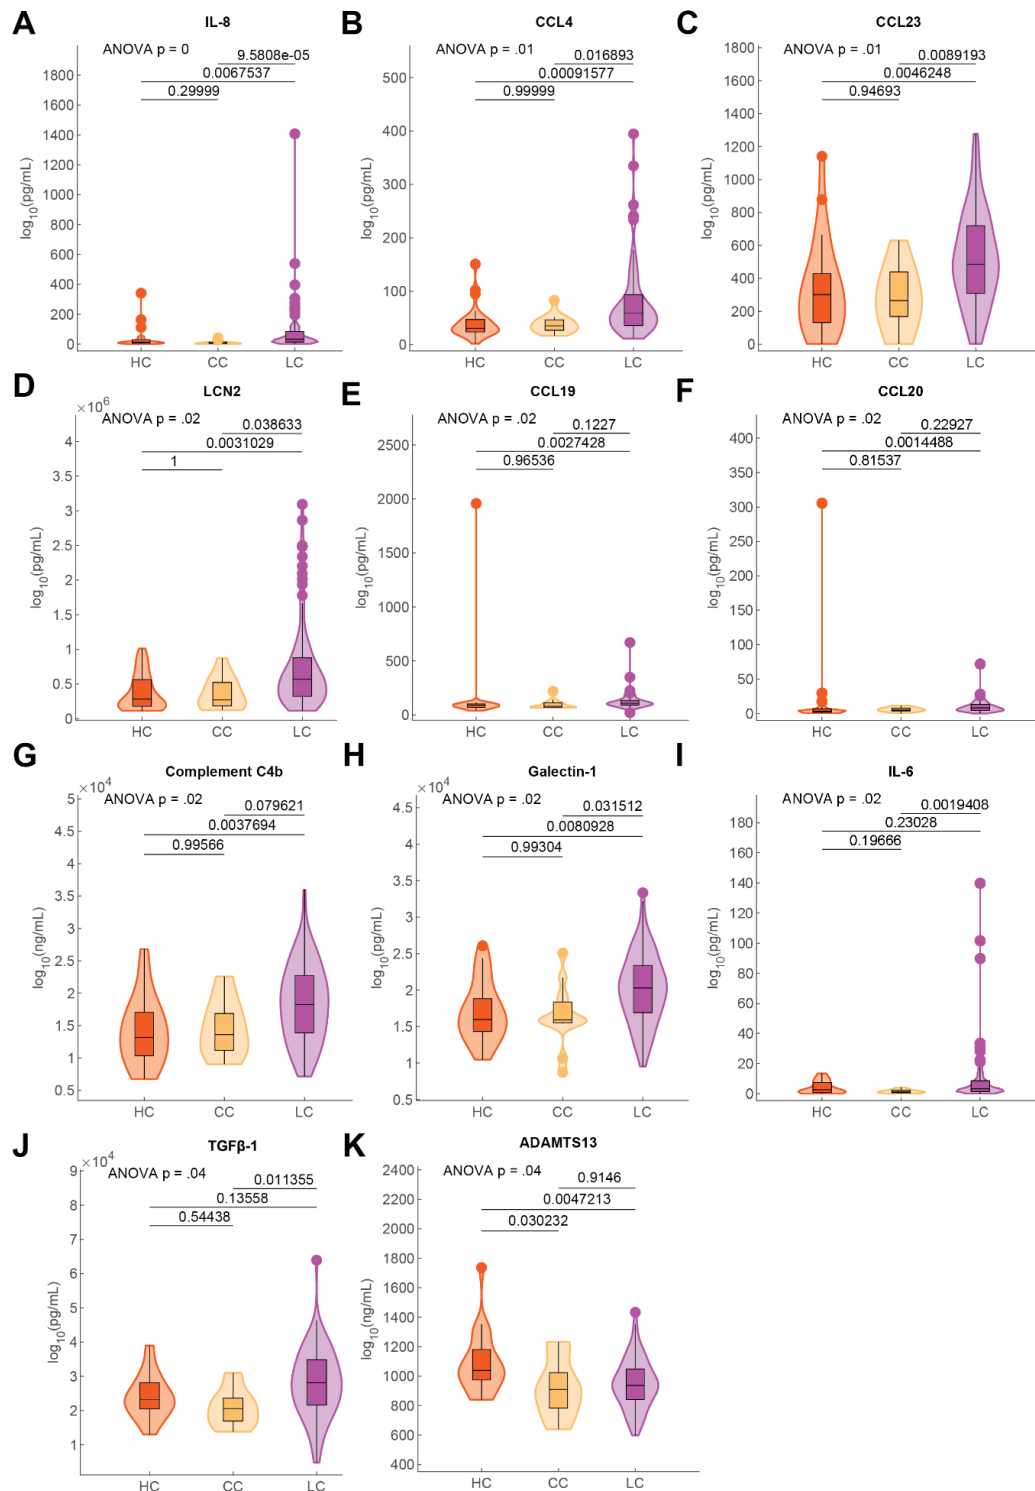 A
IL-8
ANOVA p = 0
9.5808e-05
0.0067537
0.29999
1800
1600
1400
1200
1000
800
600
400
200
0
log10(pg/mL)
HC CC LC
B
CCL4
ANOVA p = .01
0.016893
0.00091577
0.99999
500
400
300
200
100
0
log10(pg/mL)
HC CC LC
C
CCL23
ANOVA p = .01
0.0089193
0.0046248
0.94693
1800
1600
1400
1200
1000
800
600
400
200
0
log10(pg/mL)
HC CC LC
D
LCN2
×10^6
ANOVA p = .02
0.038633
0.0031029
1
4
3.5
3
2.5
2
1.5
1
0.5
0
log10(pg/mL)
HC CC LC
E
CCL19
ANOVA p = .02
0.1227
0.0027428
0.96536
2500
2000
1500
1000
500
0
log10(pg/mL)
HC CC LC
F
CCL20
ANOVA p = .02
0.22927
0.0014488
0.81537
400
350
300
250
200
150
100
50
0
log10(pg/mL)
HC CC LC
G
Complement C4b
×10^4
ANOVA p = .02
0.079621
0.0037694
0.99566
5
4.5
4
3.5
3
2.5
2
1.5
1
0.5
log10(ng/mL)
HC CC LC
H
Galectin-1
×10^4
ANOVA p = .02
0.031512
0.0080928
0.99304
4.5
4
3.5
3
2.5
2
1.5
1
0.5
log10(pg/mL)
HC CC LC
I
IL-6
ANOVA p = .02
0.0019408
0.23028
0.19666
180
160
140
120
100
80
60
40
20
0
log10(pg/mL)
HC CC LC
J
TGFβ-1
×10^4
ANOVA p = .04
0.011355
0.13558
0.54438
9
8
7
6
5
4
3
2
1
log10(pg/mL)
HC CC LC
K
ADAMTS13
ANOVA p = .04
0.9146
0.0047213
0.030232
2400
2200
2000
1800
1600
1400
1200
1000
800
600
400
log10(ng/mL)
HC CC LC